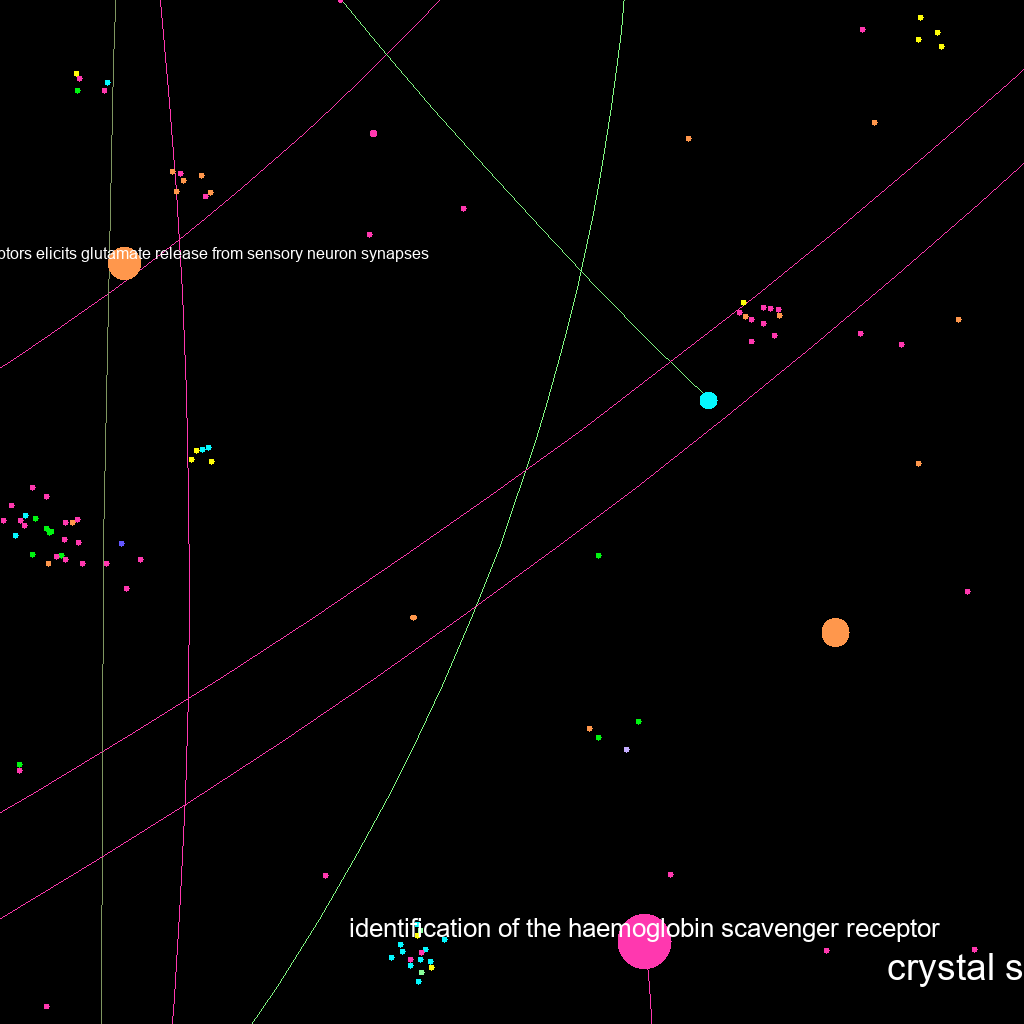 ptors elicits glutamate release from sensory neuron synapses
identification of the haemoglobin scavenger receptor
crystal s